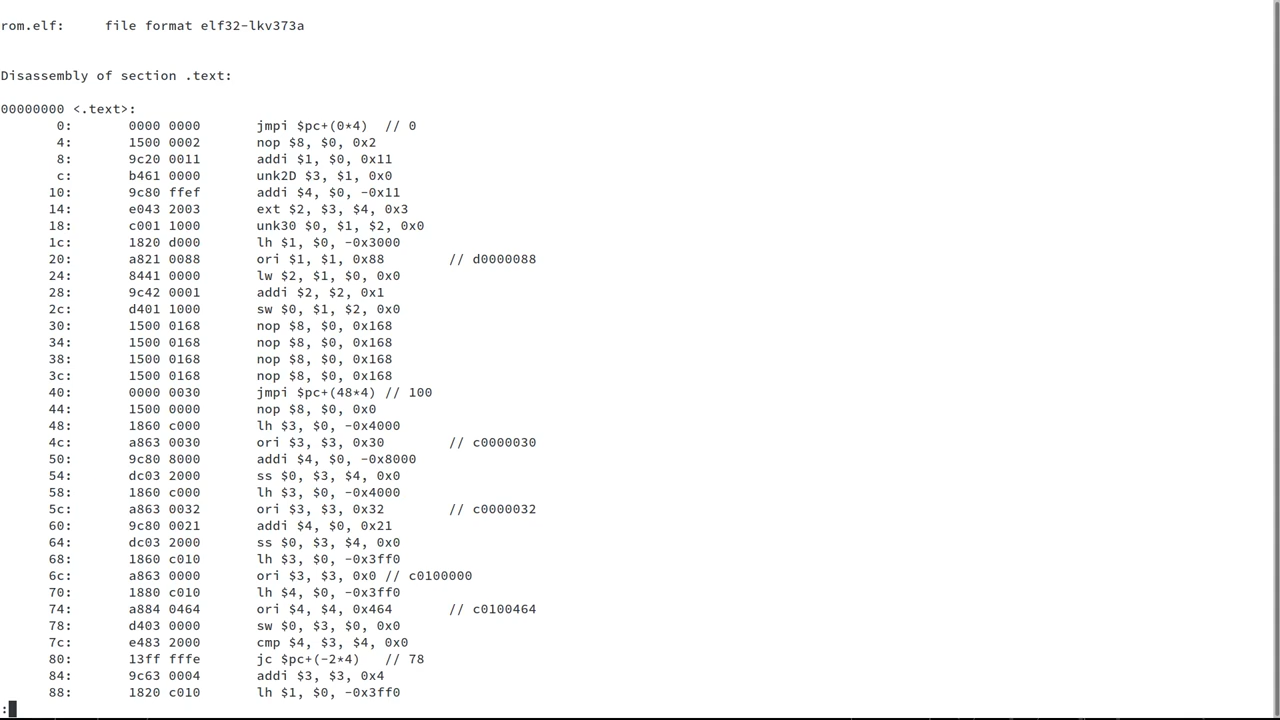 rom.elf:     file format elf32-lkv373a
Disassembly of section .text:
00000000 <.text>:
       0:       0000 0000       jmpi $pc+(0*4)  // 0
       4:       1500 0002       nop $8, $0, 0x2
       8:       9c20 0011       addi $1, $0, 0x11
       c:       b461 0000       unk2D $3, $1, 0x0
      10:       9c80 ffef       addi $4, $0, -0x11
      14:       e043 2003       ext $2, $3, $4, 0x3
      18:       c001 1000       unk30 $0, $1, $2, 0x0
      1c:       1820 d000       lh $1, $0, -0x3000
      20:       a821 0088       ori $1, $1, 0x88        // d0000088
      24:       8441 0000       lw $2, $1, $0, 0x0
      28:       9c42 0001       addi $2, $2, 0x1
      2c:       d401 1000       sw $0, $1, $2, 0x0
      30:       1500 0168       nop $8, $0, 0x168
      34:       1500 0168       nop $8, $0, 0x168
      38:       1500 0168       nop $8, $0, 0x168
      3c:       1500 0168       nop $8, $0, 0x168
      40:       0000 0030       jmpi $pc+(48*4) // 100
      44:       1500 0000       nop $8, $0, 0x0
      48:       1860 c000       lh $3, $0, -0x4000
      4c:       a863 0030       ori $3, $3, 0x30        // c0000030
      50:       9c80 8000       addi $4, $0, -0x8000
      54:       dc03 2000       ss $0, $3, $4, 0x0
      58:       1860 c000       lh $3, $0, -0x4000
      5c:       a863 0032       ori $3, $3, 0x32        // c0000032
      60:       9c80 0021       addi $4, $0, 0x21
      64:       dc03 2000       ss $0, $3, $4, 0x0
      68:       1860 c010       lh $3, $0, -0x3ff0
      6c:       a863 0000       ori $3, $3, 0x0 // c0100000
      70:       1880 c010       lh $4, $0, -0x3ff0
      74:       a884 0464       ori $4, $4, 0x464       // c0100464
      78:       d403 0000       sw $0, $3, $0, 0x0
      7c:       e483 2000       cmp $4, $3, $4, 0x0
      80:       13ff fffe       jc $pc+(-2*4)   // 78
      84:       9c63 0004       addi $3, $3, 0x4
      88:       1820 c010       lh $1, $0, -0x3ff0
: